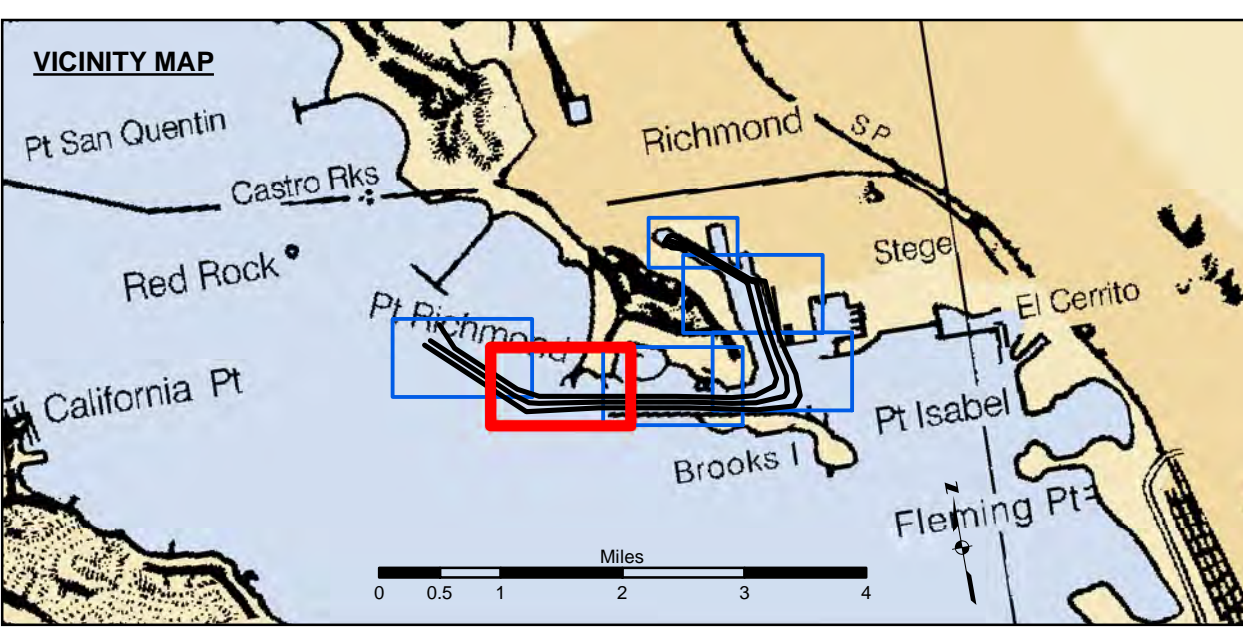 VICINITY MAP
Pt San Quentin
Castro Rks
Richmond
S P
Red Rock
Stege
El Cerrito
Pt Richmond
California Pt
Pt Isabel
Brooks I
Fleming Pt
N
Miles
0 0.5 1 2 3 4